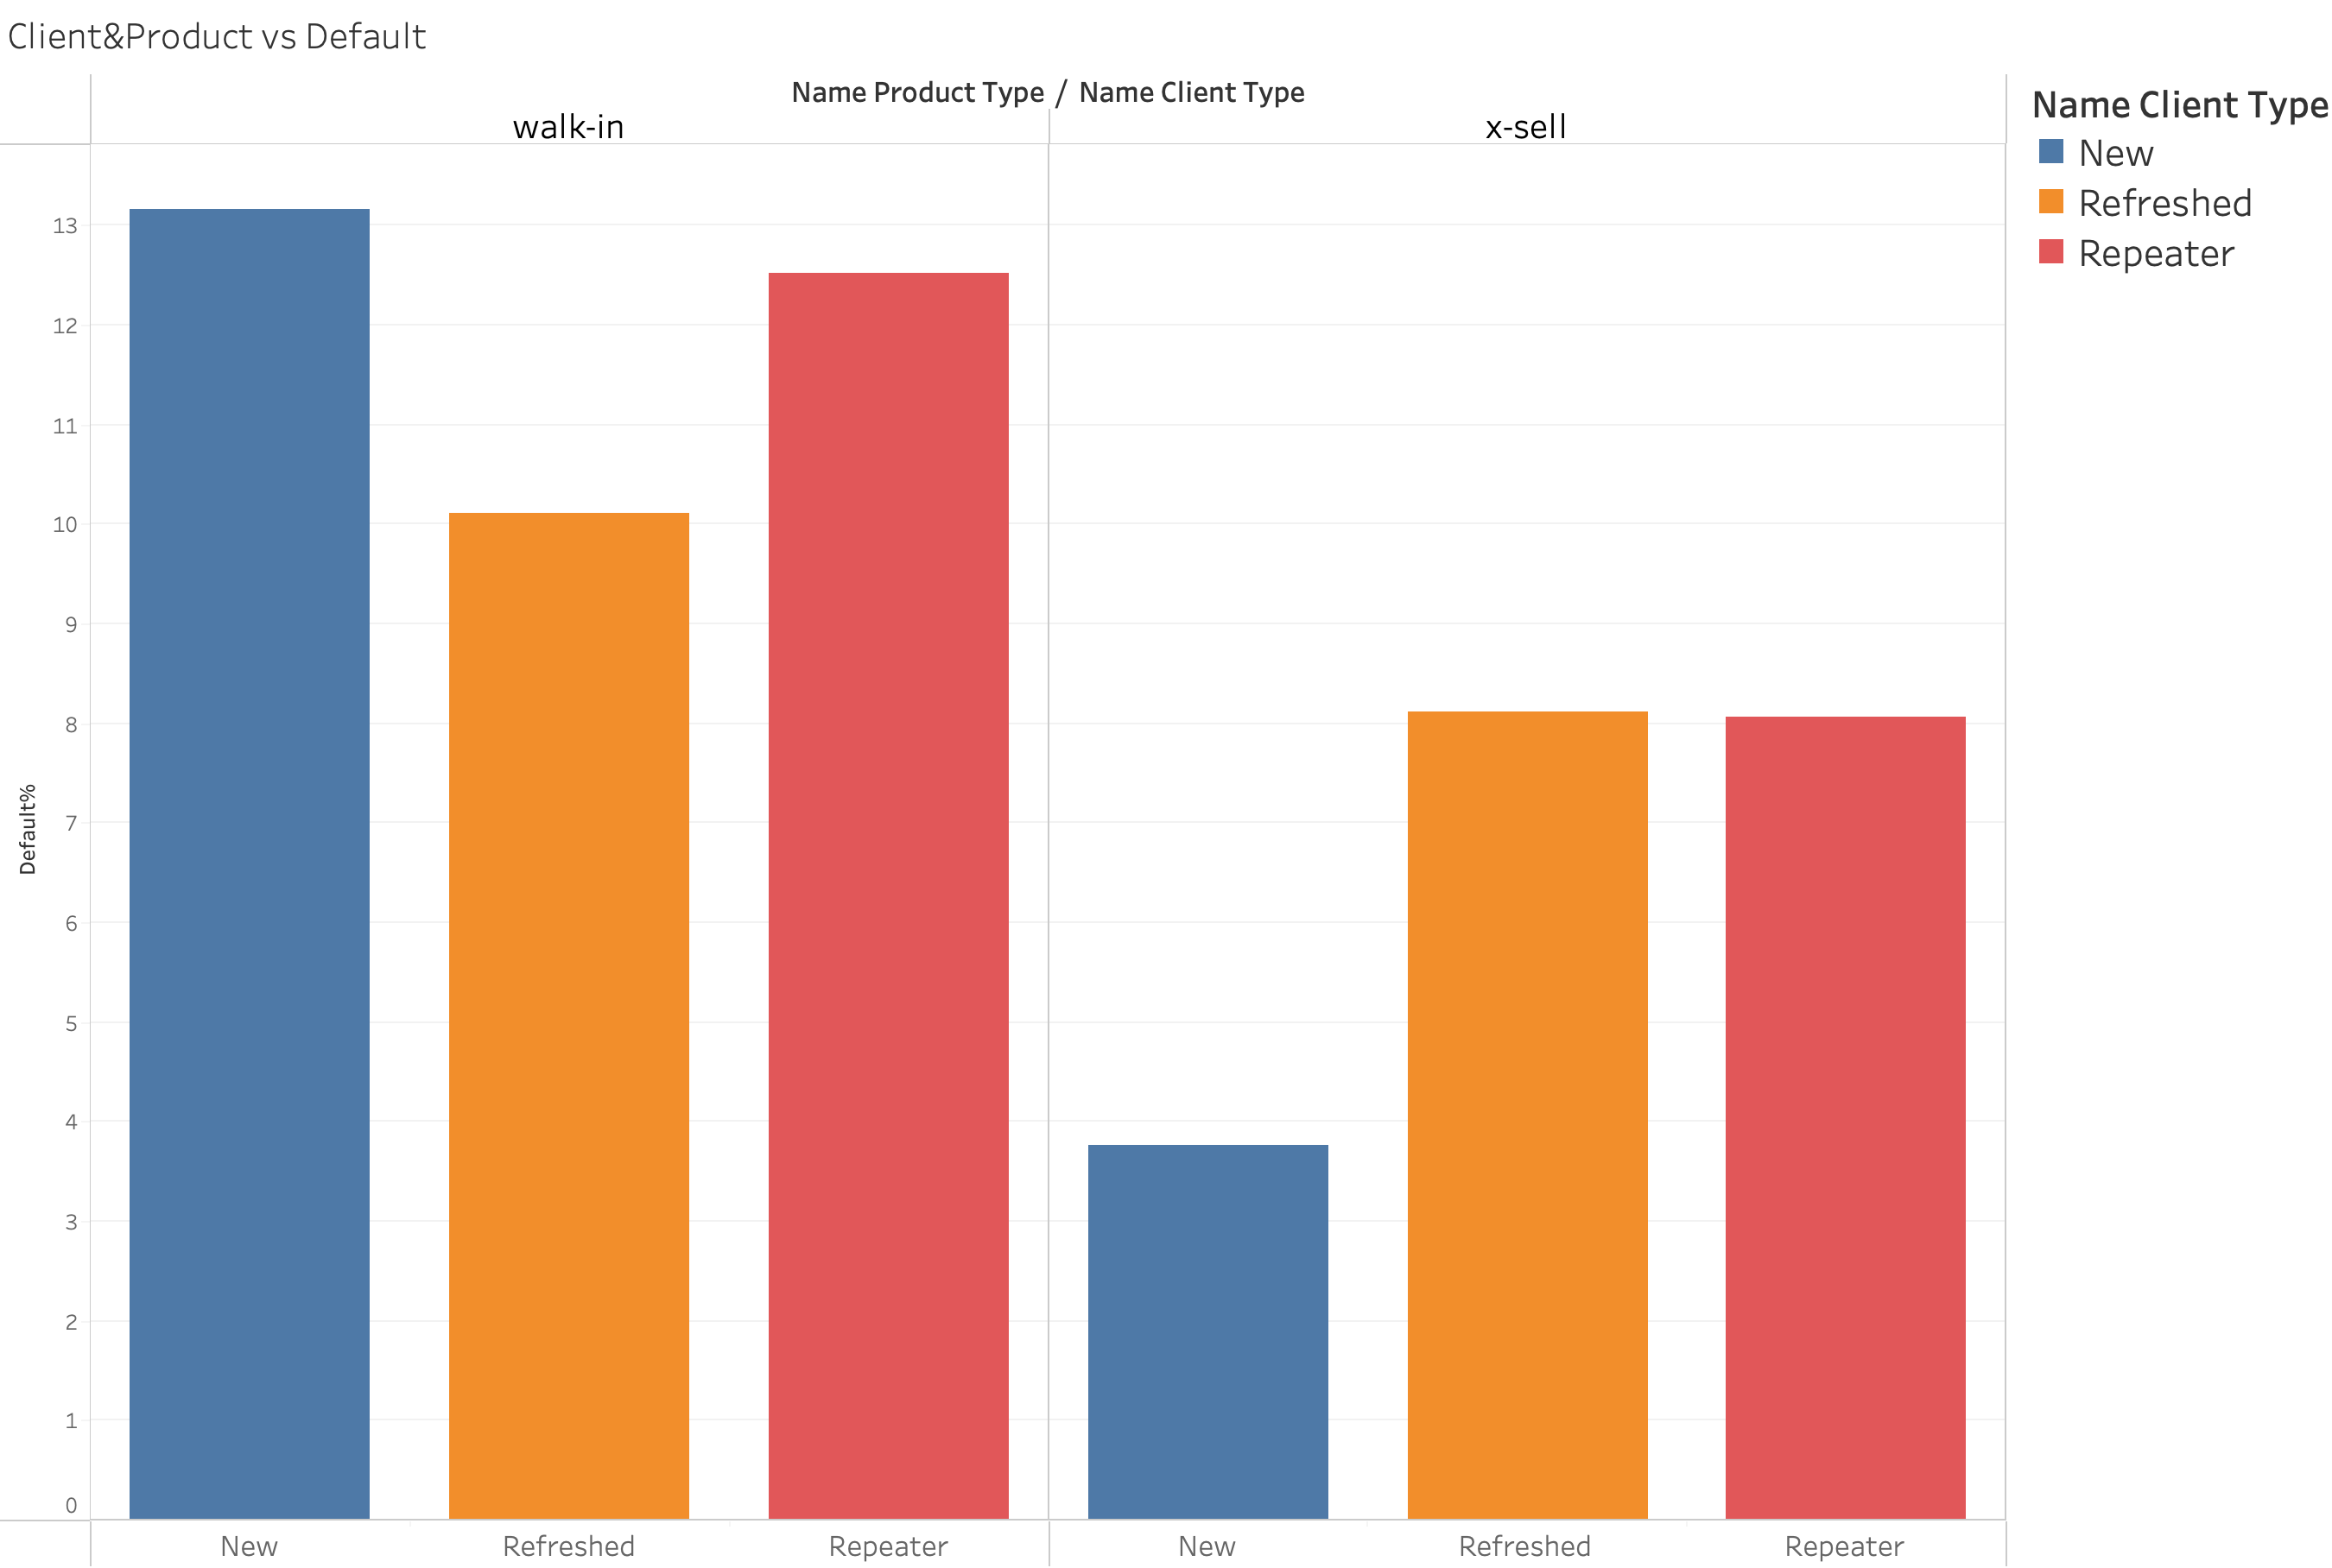 Client&Product vs Default
Name Product Type / Name Client Type
walk-in
x-sell
Name Client Type
New
Refreshed
Repeater
Default%
13
12
11
10
9
8
7
6
5
4
3
2
1
0
New
Refreshed
Repeater
New
Refreshed
Repeater